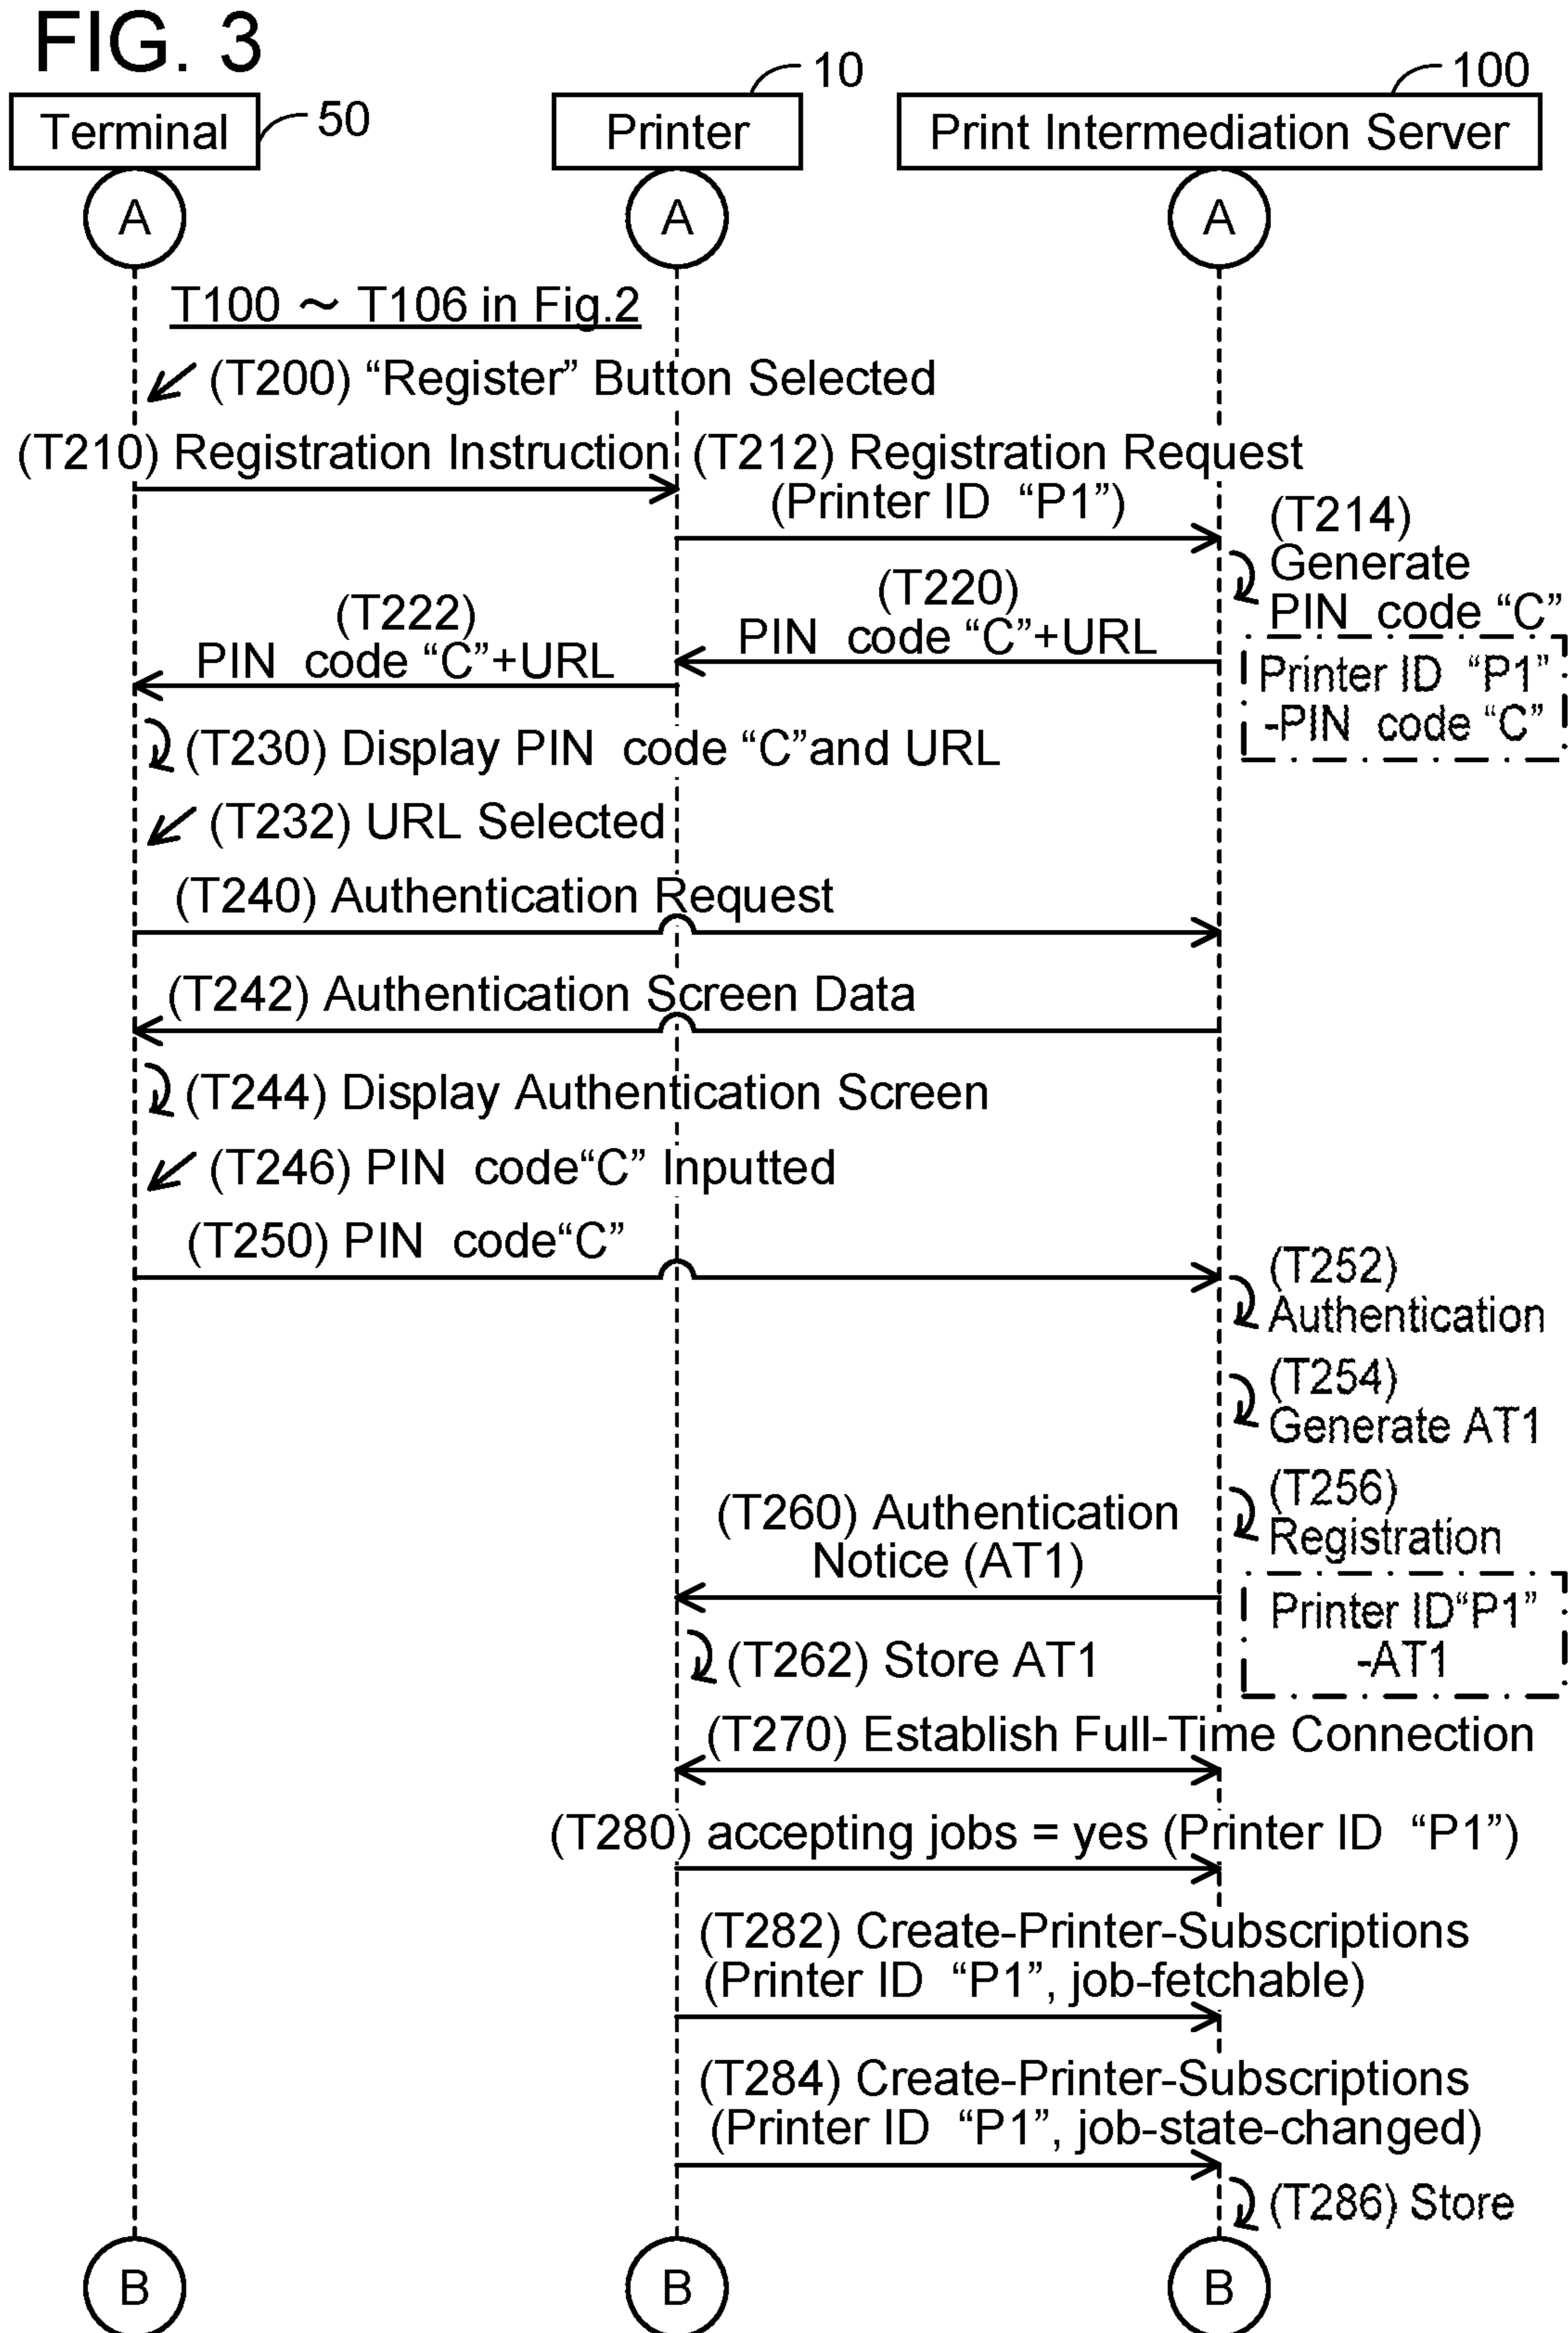 FIG. 3
10
100
50
Terminal
Printer
Print Intermediation Server
A
A
A
T100 ～ T106 in Fig.2
(T200) “Register” Button Selected
(T210) Registration Instruction
(T212) Registration Request
(Printer ID “P1”)
(T214)
Generate
PIN code “C”
(T220)
PIN code “C”+URL
(T222)
PIN code “C”+URL
Printer ID “P1”
-PIN code “C”
(T230) Display PIN code “C”and URL
(T232) URL Selected
(T240) Authentication Request
(T242) Authentication Screen Data
(T244) Display Authentication Screen
(T246) PIN code“C” Inputted
(T250) PIN code“C”
(T252)
Authentication
(T254)
Generate AT1
(T256)
Registration
(T260) Authentication
Notice (AT1)
Printer ID“P1”
-AT1
(T262) Store AT1
(T270) Establish Full-Time Connection
(T280) accepting jobs = yes (Printer ID “P1”)
(T282) Create-Printer-Subscriptions
(Printer ID “P1”, job-fetchable)
(T284) Create-Printer-Subscriptions
(Printer ID “P1”, job-state-changed)
(T286) Store
B
B
B